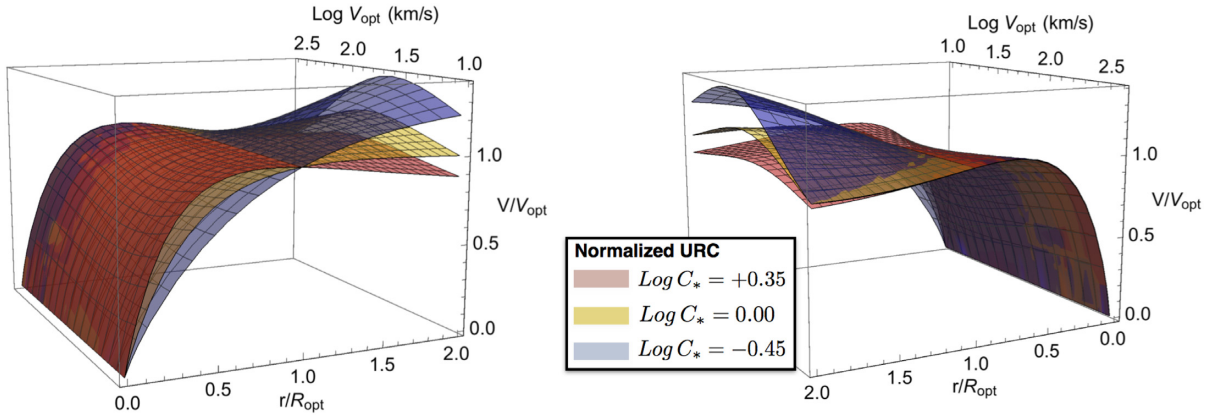 Log V_opt (km/s)
2.5 2.0 1.5 1.0
1.0
V/V_opt
0.5
0.0
0.0 0.5 1.0 1.5 2.0
r/R_opt
Log V_opt (km/s)
1.0 1.5 2.0 2.5
1.0
V/V_opt
0.5
0.0
2.0 1.5 1.0 0.5 0.0
r/R_opt
Normalized URC
Log C_* = +0.35
Log C_* = 0.00
Log C_* = −0.45